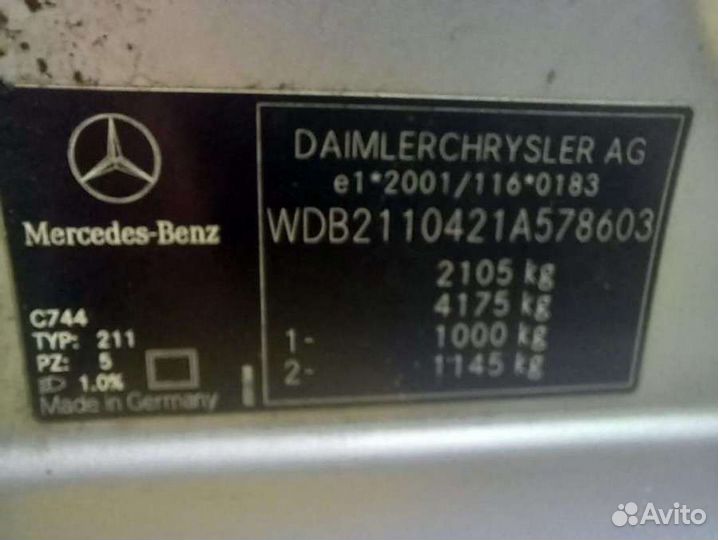 Mercedes-Benz
DAIMLERCHRYSLER AG
e1*2001/116*0183
WDB2110421A578603
2105 kg
4175 kg
1- 1000 kg
2- 1145 kg
C744
TYP: 211
PZ: 5
1.0%
Made in Germany
Avito